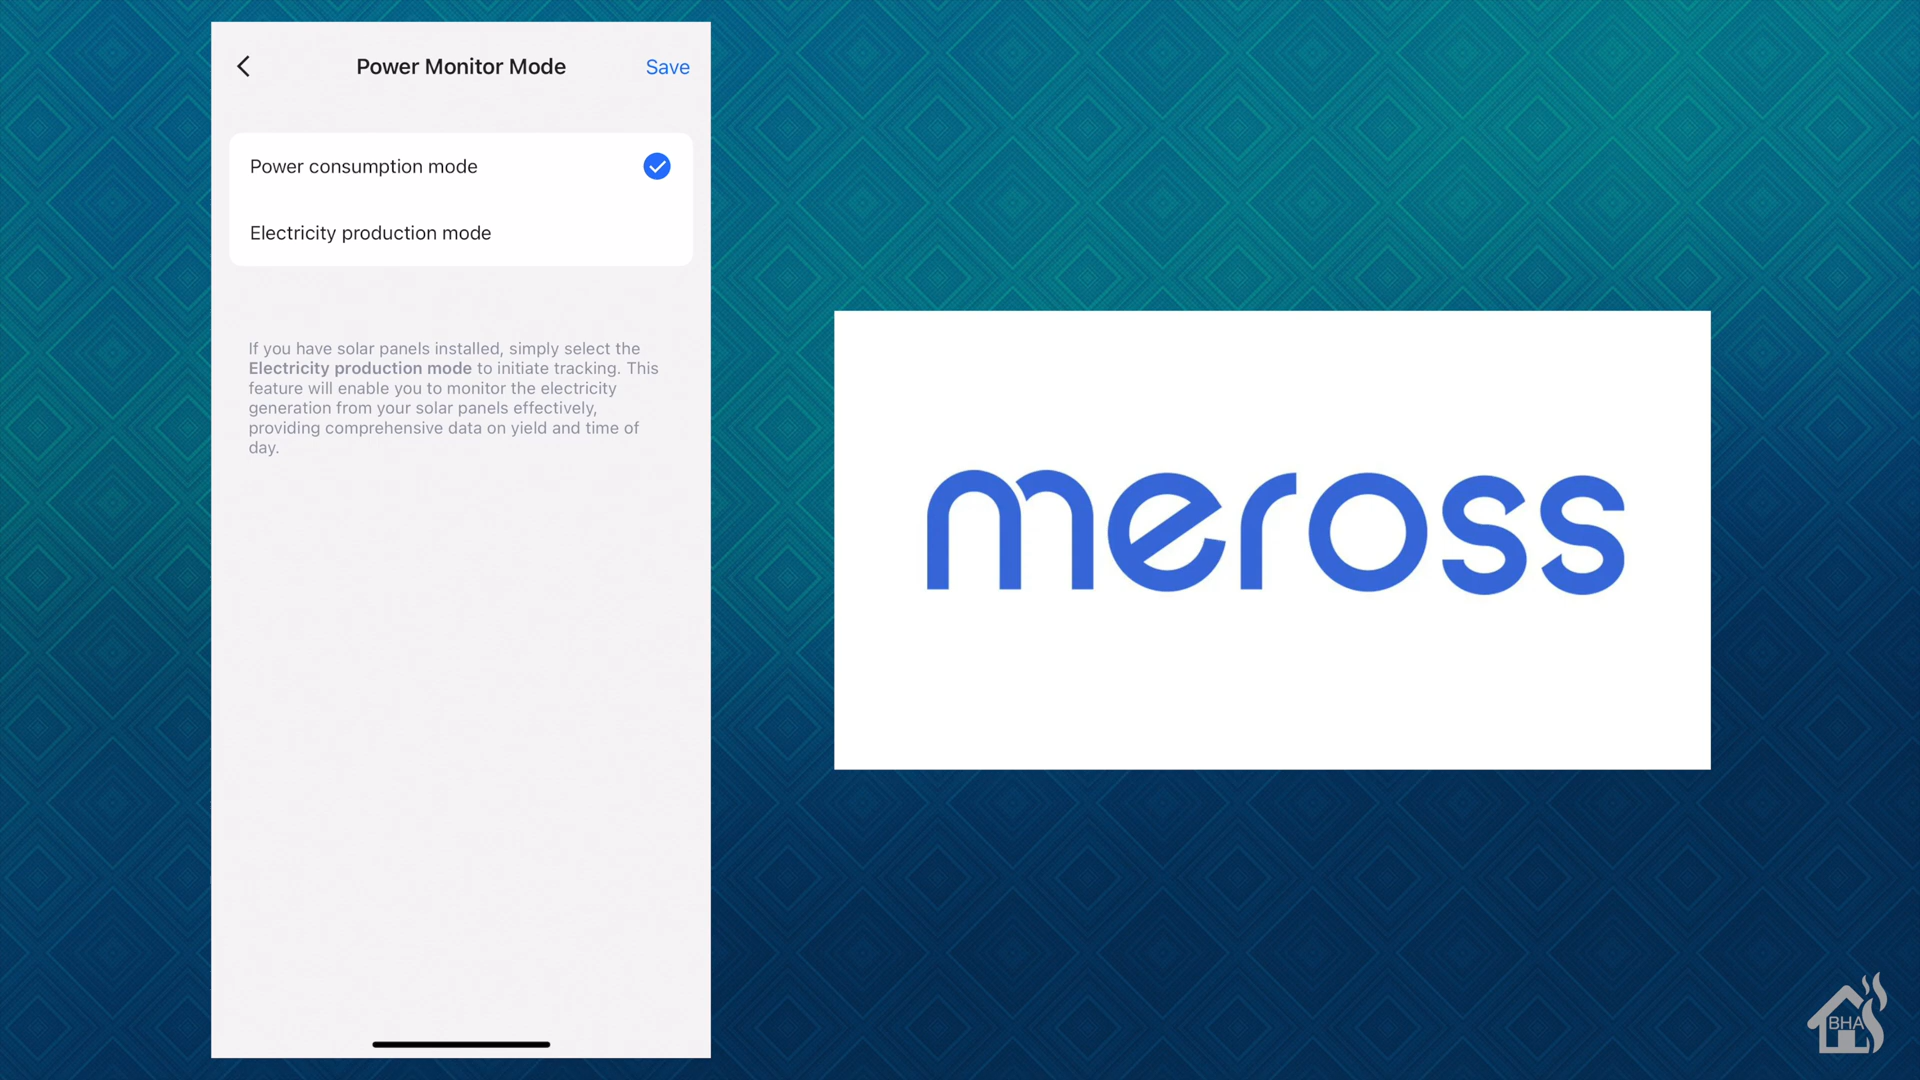 Power Monitor Mode
Save
Power consumption mode
Electricity production mode
If you have solar panels installed, simply select the
Electricity production mode to initiate tracking. This
feature will enable you to monitor the electricity
generation from your solar panels effectively,
providing comprehensive data on yield and time of
day.
meross
BHA